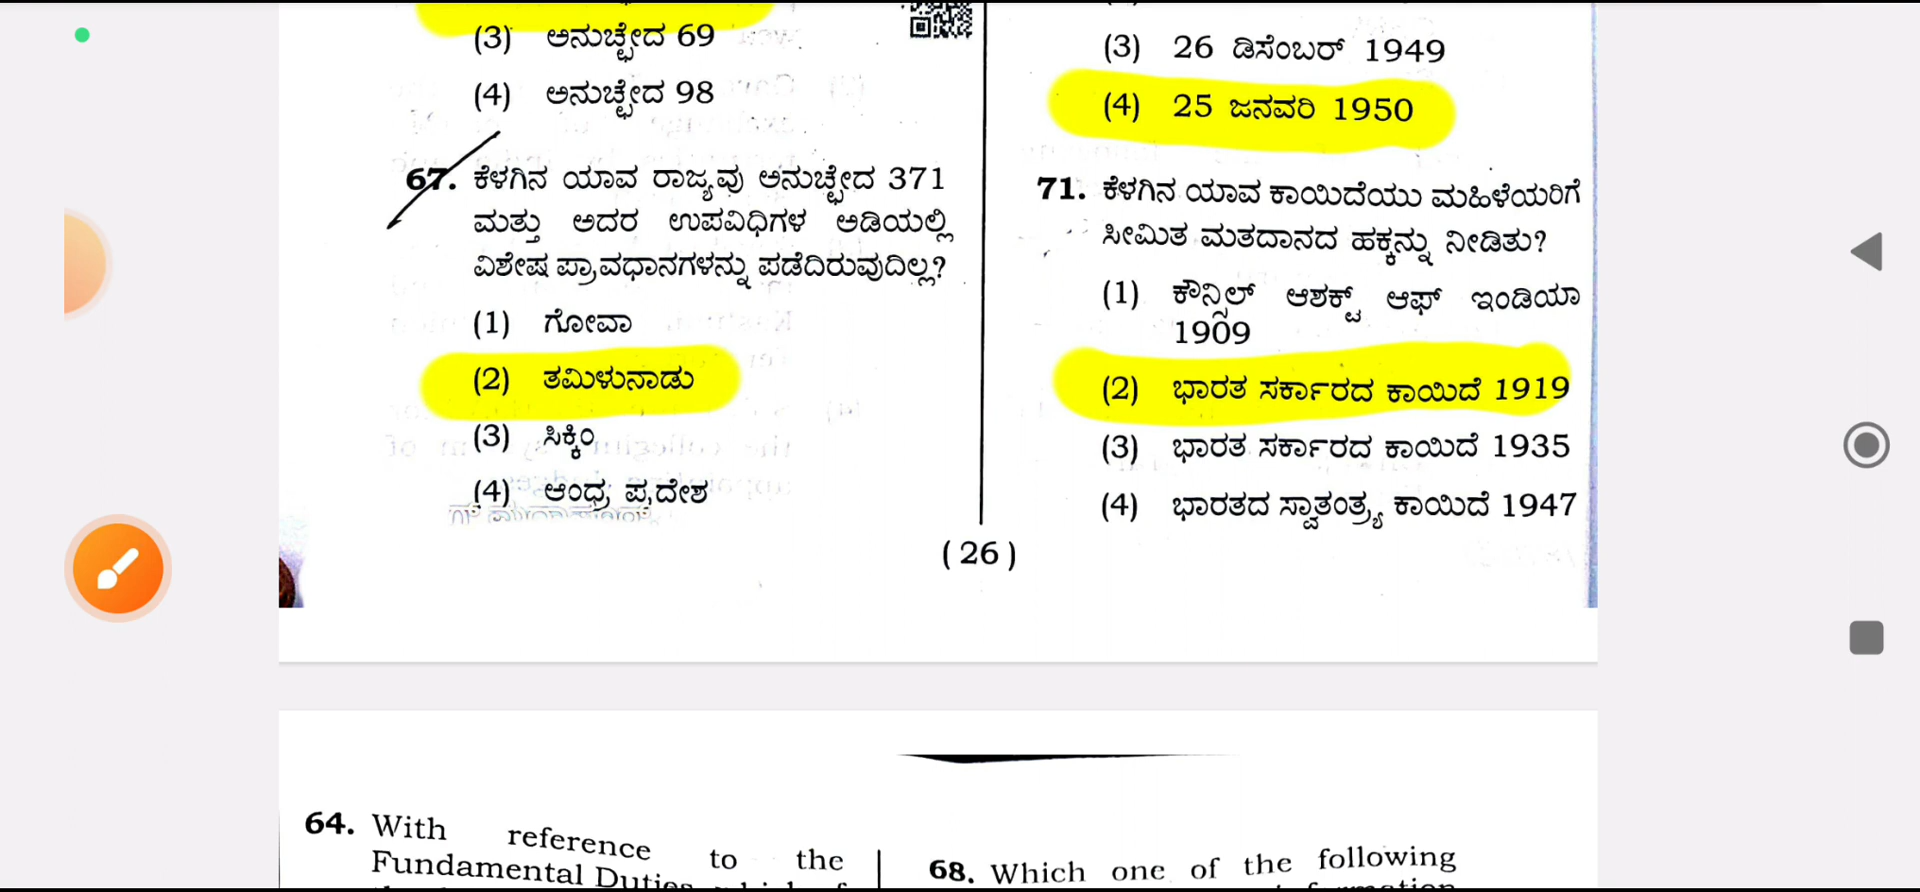 (3) ಅನುಚ್ಛೇದ 69
(4) ಅನುಚ್ಛೇದ 98
67. ಕೆಳಗಿನ ಯಾವ ರಾಜ್ಯವು ಅನುಚ್ಛೇದ 371
ಮತ್ತು ಅದರ ಉಪವಿಧಿಗಳ ಅಡಿಯಲ್ಲಿ
ವಿಶೇಷ ಪ್ರಾವಧಾನಗಳನ್ನು ಪಡೆದಿರುವುದಿಲ್ಲ?
(1) ಗೋವಾ
(2) ತಮಿಳುನಾಡು
(3) ಸಿಕ್ಕಿಂ
(4) ಆಂಧ್ರ ಪ್ರದೇಶ
(3) 26 ಡಿಸೆಂಬರ್ 1949
(4) 25 ಜನವರಿ 1950
71. ಕೆಳಗಿನ ಯಾವ ಕಾಯಿದೆಯು ಮಹಿಳೆಯರಿಗೆ
ಸೀಮಿತ ಮತದಾನದ ಹಕ್ಕನ್ನು ನೀಡಿತು?
(1) ಕೌನ್ಸಿಲ್ ಆಶಕ್ಟ್ ಆಫ್ ಇಂಡಿಯಾ
1909
(2) ಭಾರತ ಸರ್ಕಾರದ ಕಾಯಿದೆ 1919
(3) ಭಾರತ ಸರ್ಕಾರದ ಕಾಯಿದೆ 1935
(4) ಭಾರತದ ಸ್ವಾತಂತ್ರ್ಯ ಕಾಯಿದೆ 1947
( 26 )
64. With reference to the
Fundamental
68. Which one of the following